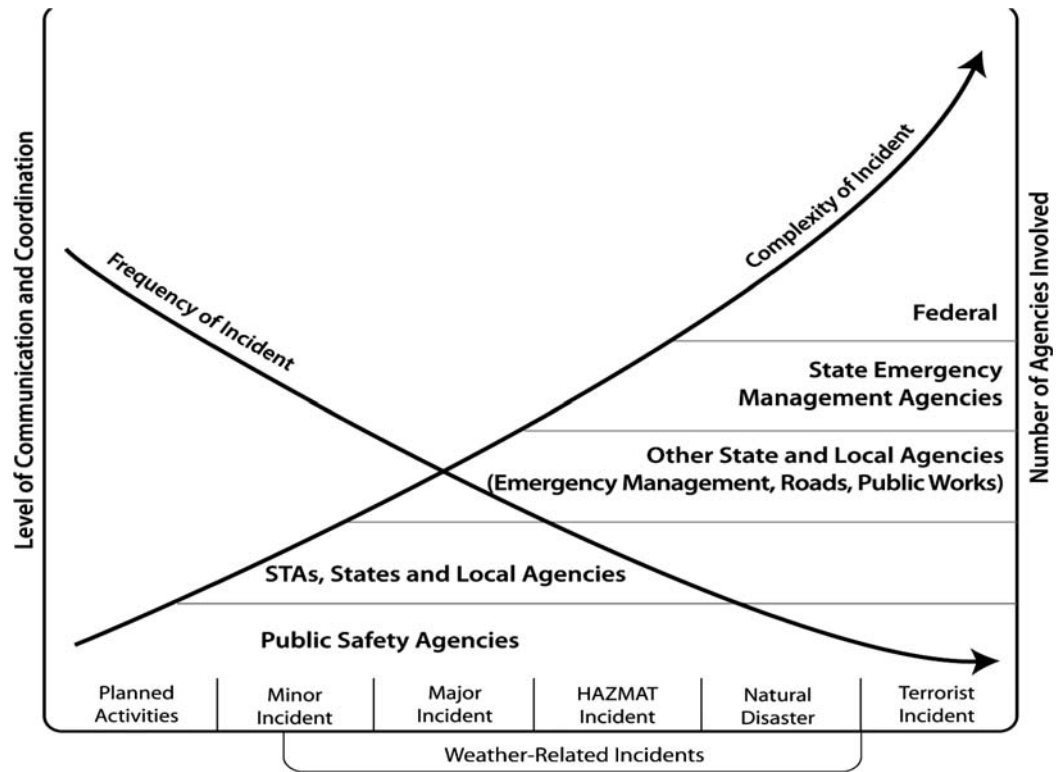 Level of Communication and Coordination
Frequency of Incident
Complexity of Incident
Number of Agencies Involved
Federal
State Emergency
Management Agencies
Other State and Local Agencies
(Emergency Management, Roads, Public Works)
STAs, States and Local Agencies
Public Safety Agencies
Planned
Activities
Minor
Incident
Major
Incident
HAZMAT
Incident
Natural
Disaster
Terrorist
Incident
Weather-Related Incidents